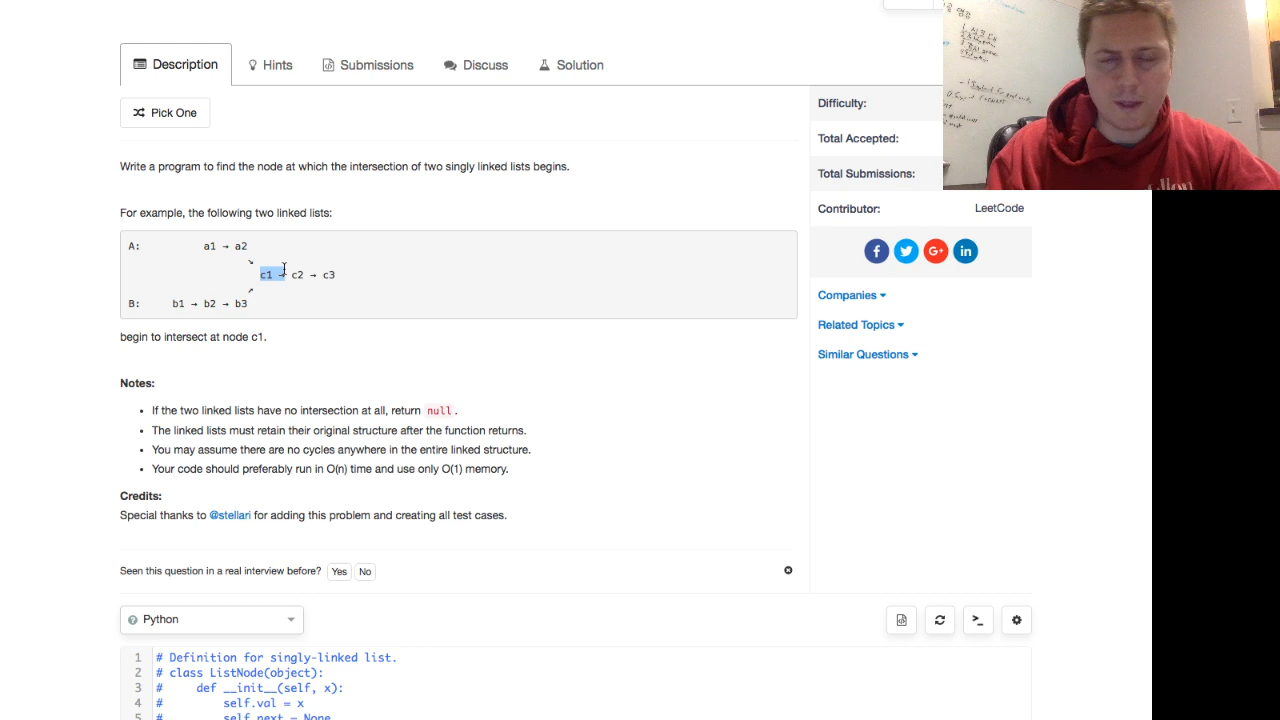 Description
Hints
Submissions
Discuss
Solution
Pick One
Write a program to find the node at which the intersection of two singly linked lists begins.
For example, the following two linked lists:
A: a1 → a2
↘
c1 → c2 → c3
↗
B: b1 → b2 → b3
begin to intersect at node c1.
Notes:
• If the two linked lists have no intersection at all, return null.
• The linked lists must retain their original structure after the function returns.
• You may assume there are no cycles anywhere in the entire linked structure.
• Your code should preferably run in O(n) time and use only O(1) memory.
Credits:
Special thanks to @stellari for adding this problem and creating all test cases.
Seen this question in a real interview before? Yes No
Difficulty:
Total Accepted:
Total Submissions:
Contributor: LeetCode
Companies
Related Topics
Similar Questions
Python
1 # Definition for singly-linked list.
2 # class ListNode(object):
3 # def __init__(self, x):
4 # self.val = x
5 # self.next = None